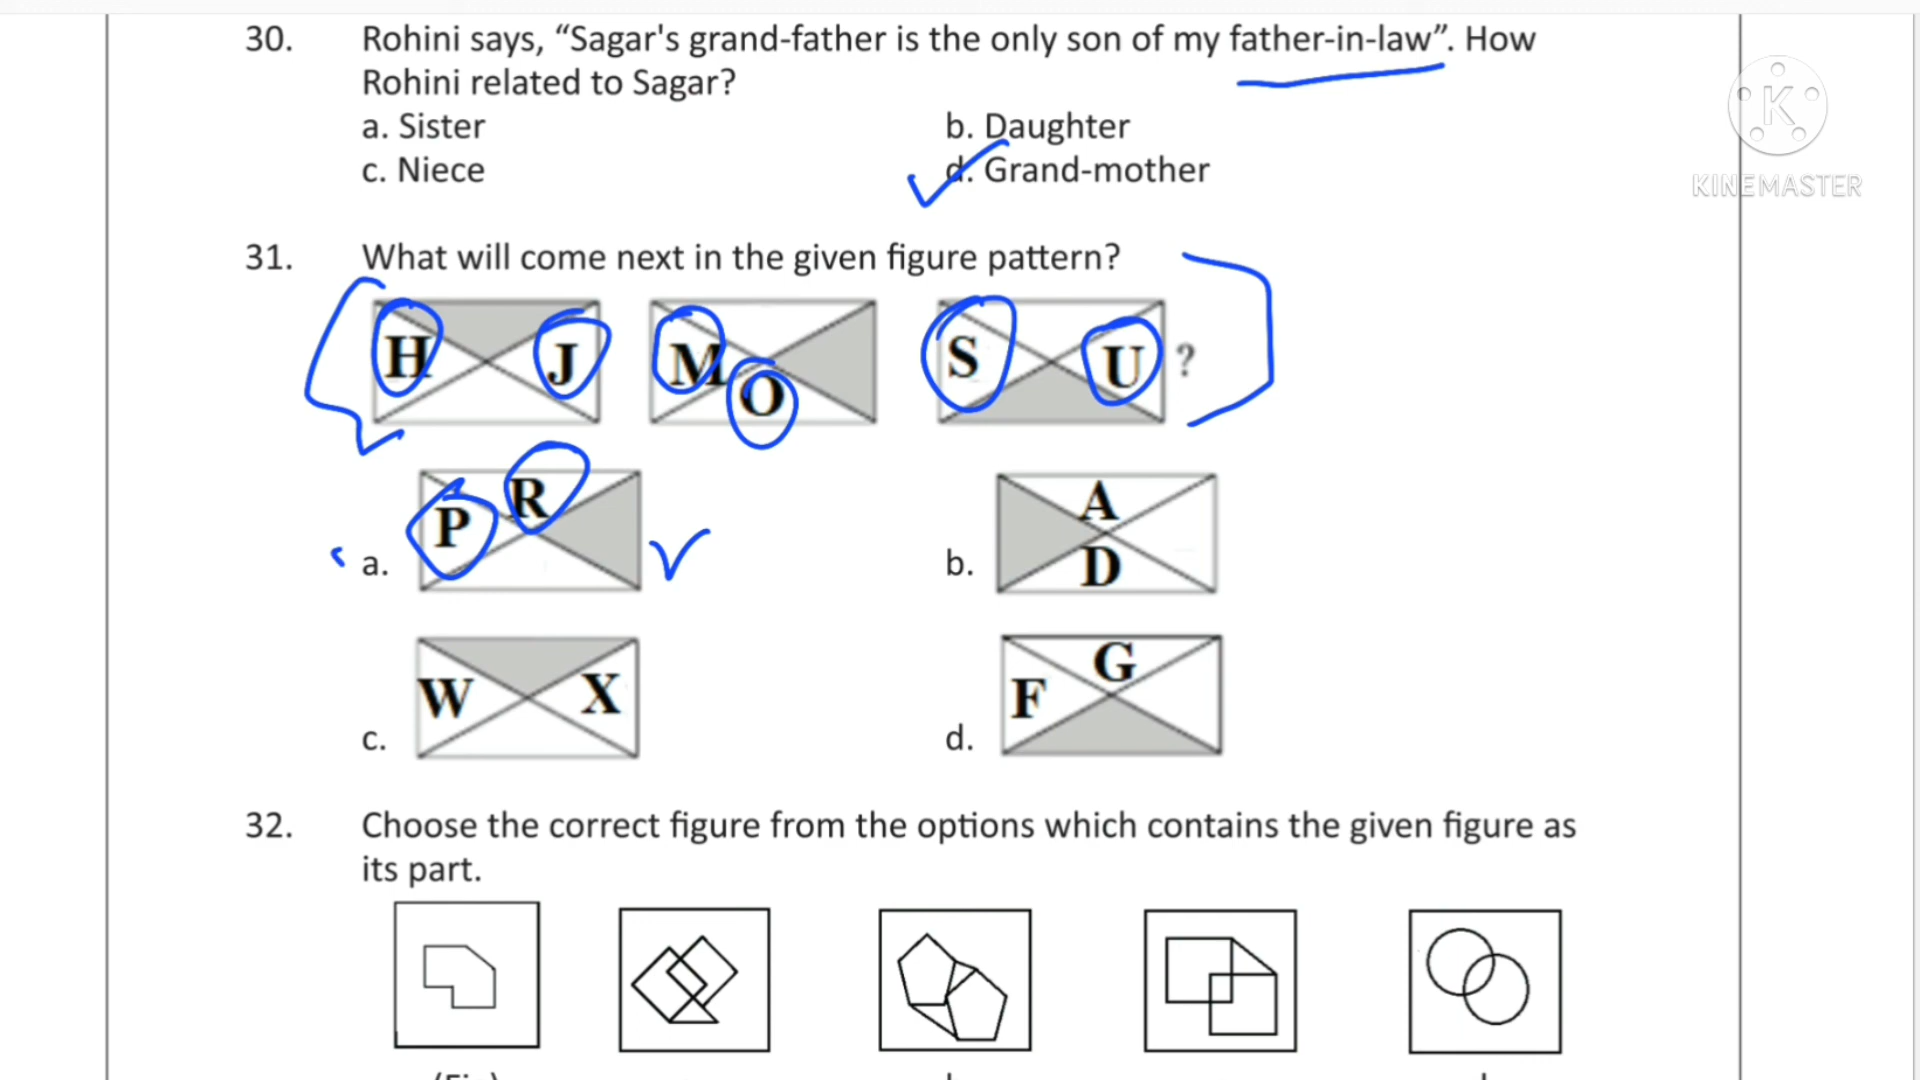 30. Rohini says, “Sagar's grand-father is the only son of my father-in-law”. How
Rohini related to Sagar?
a. Sister b. Daughter
c. Niece d. Grand-mother
K
KINEMASTER
31. What will come next in the given figure pattern?
H J M O S U ?
a. P R b. A D
c. W X d. F G
32. Choose the correct figure from the options which contains the given figure as
its part.